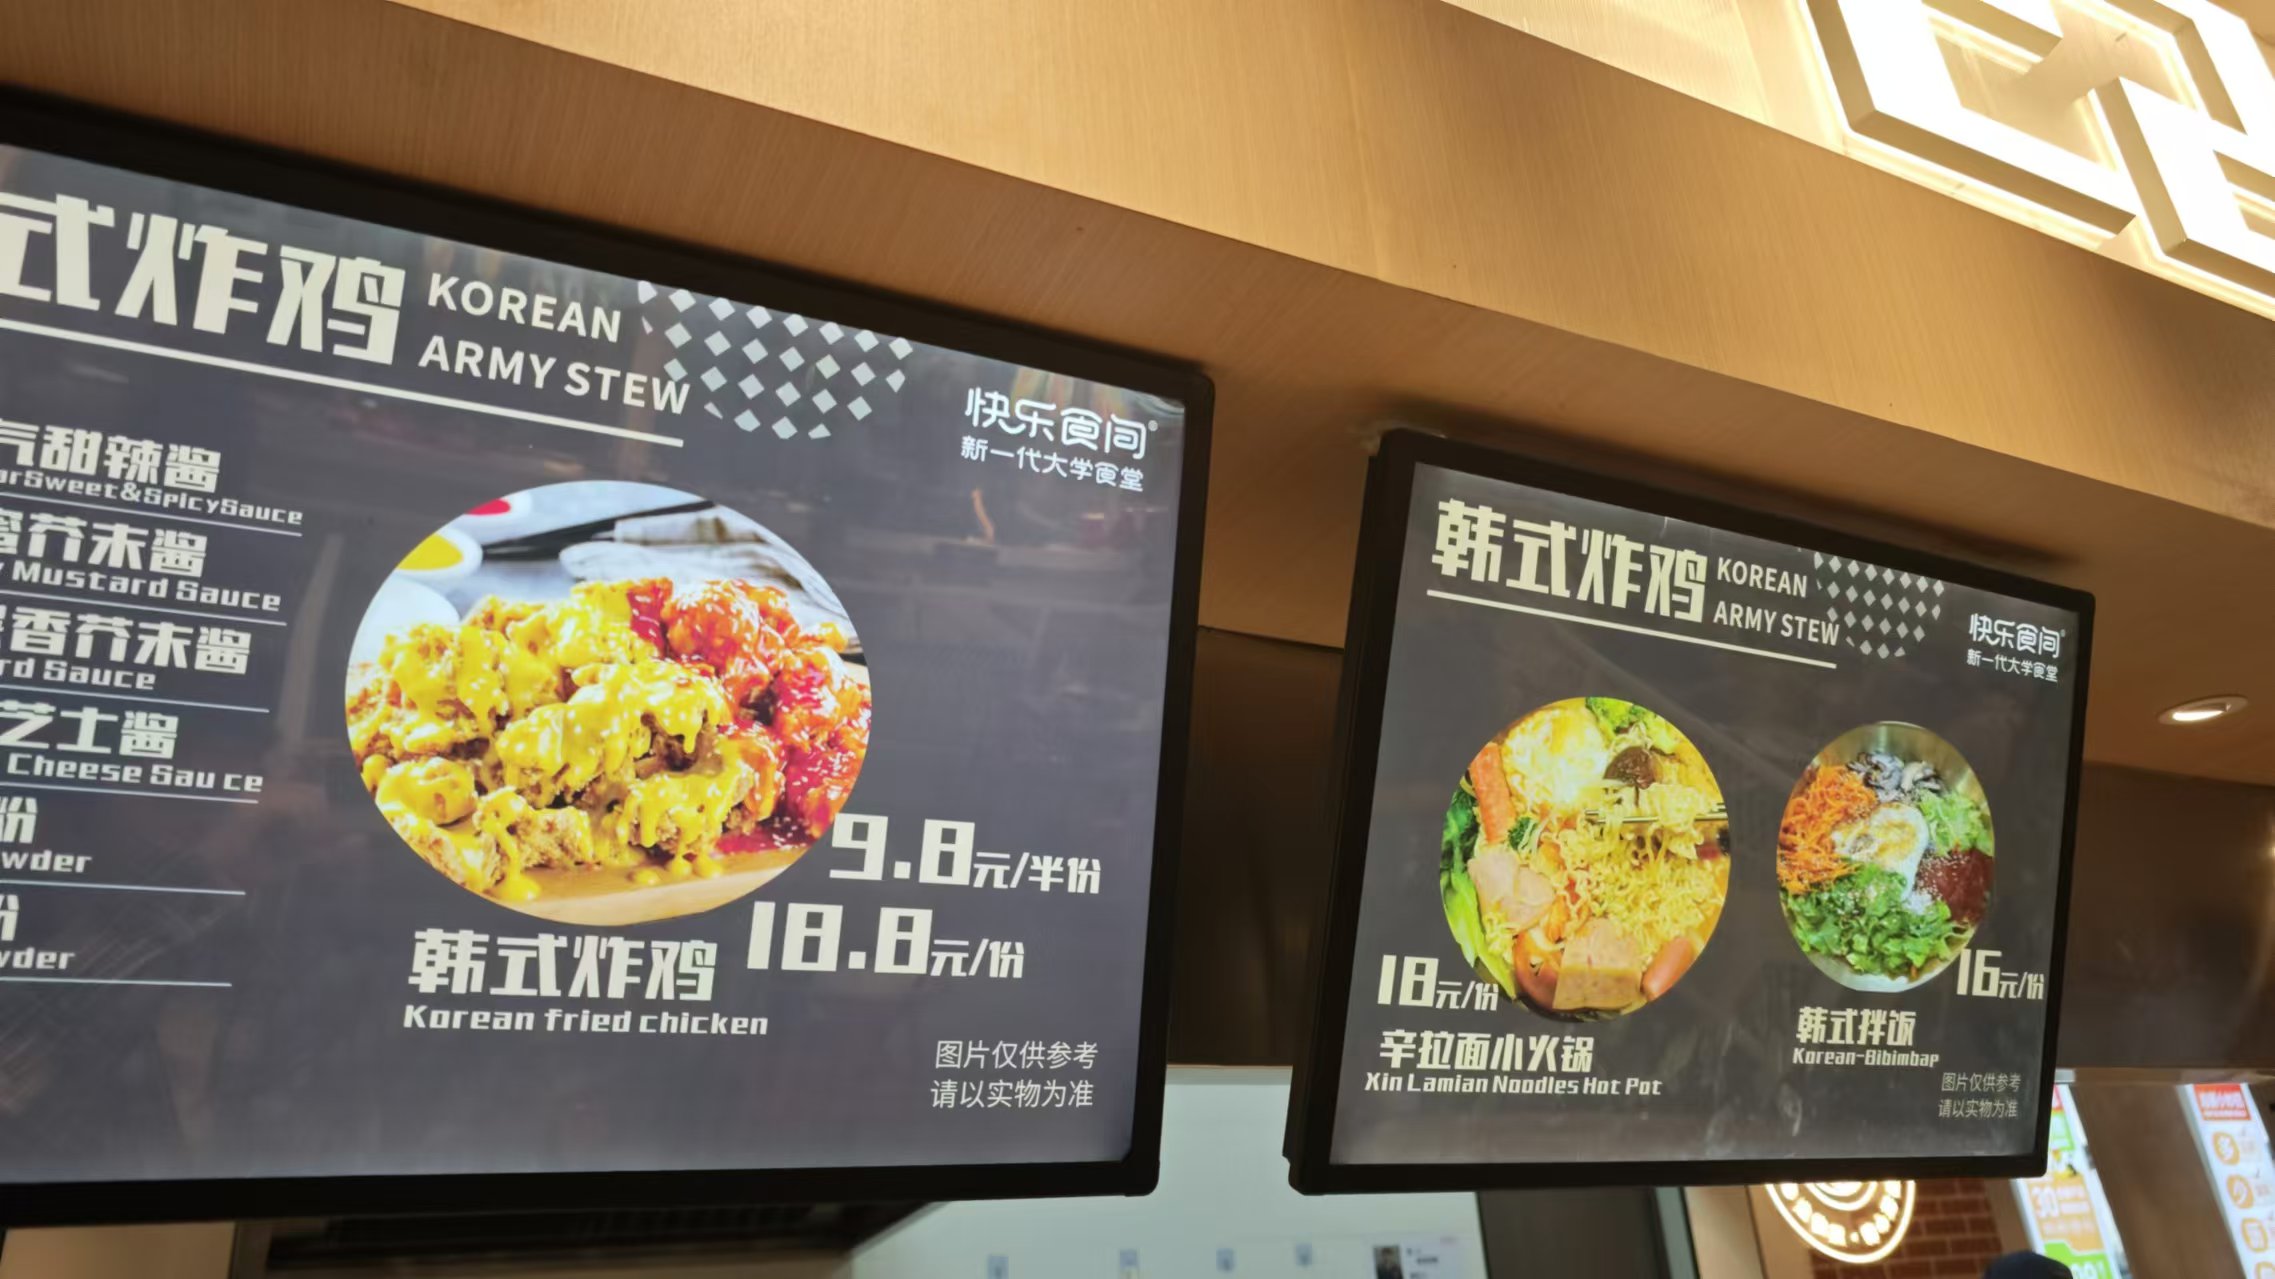 式炸鸡
KOREAN
ARMY STEW
快乐食间
新一代大学食堂
甜辣酱
Sweet&SpicySauce
芥末酱
Mustard Sauce
香芥末酱
Sauce
芝士酱
Cheese Sauce
份
9.8元/半份
18.8元/份
韩式炸鸡
Korean fried chicken
图片仅供参考
请以实物为准
韩式炸鸡
KOREAN
ARMY STEW
快乐食间
新一代大学食堂
18元/份
辛拉面小火锅
Xin Lamian Noodles Hot Pot
16元/份
韩式拌饭
Korean-Bibimbap
图片仅供参考
请以实物为准